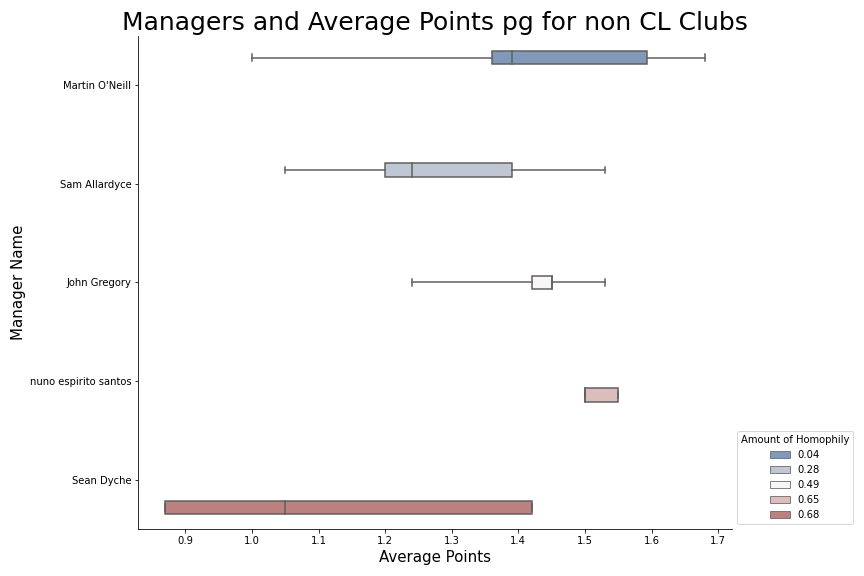 Managers and Average Points pg for non CL Clubs
Manager Name
Martin O'Neill
Sam Allardyce
John Gregory
nuno espirito santos
Sean Dyche
Amount of Homophily
0.04
0.28
0.49
0.65
0.68
0.9 1.0 1.1 1.2 1.3 1.4 1.5 1.6 1.7
Average Points